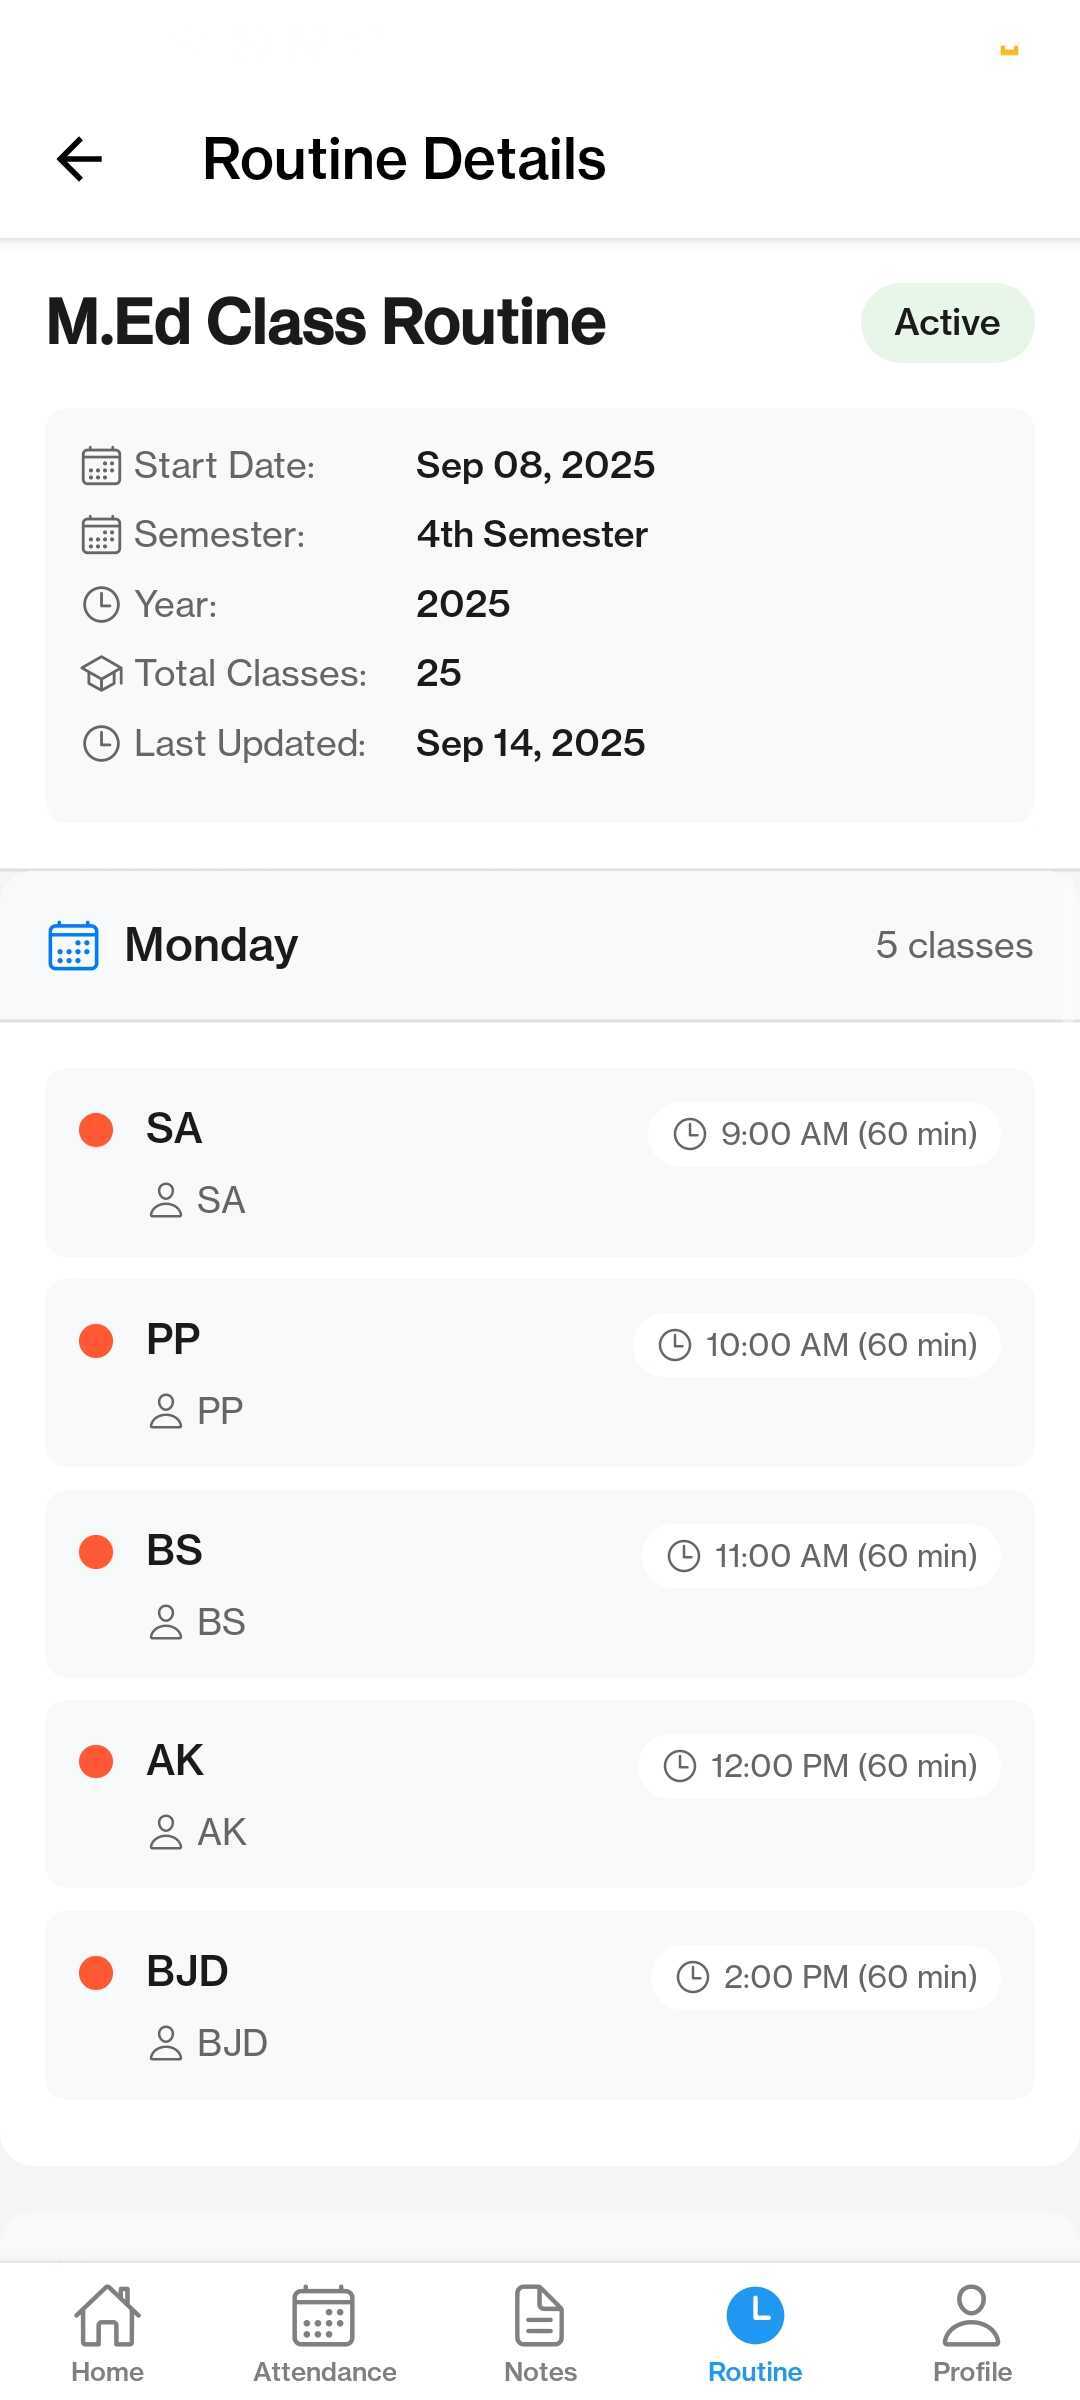 Routine Details
M.Ed Class Routine
Active
Start Date: Sep 08, 2025
Semester: 4th Semester
Year: 2025
Total Classes: 25
Last Updated: Sep 14, 2025
Monday 5 classes
SA 9:00 AM (60 min)
SA
PP 10:00 AM (60 min)
PP
BS 11:00 AM (60 min)
BS
AK 12:00 PM (60 min)
AK
BJD 2:00 PM (60 min)
BJD
Home Attendance Notes Routine Profile